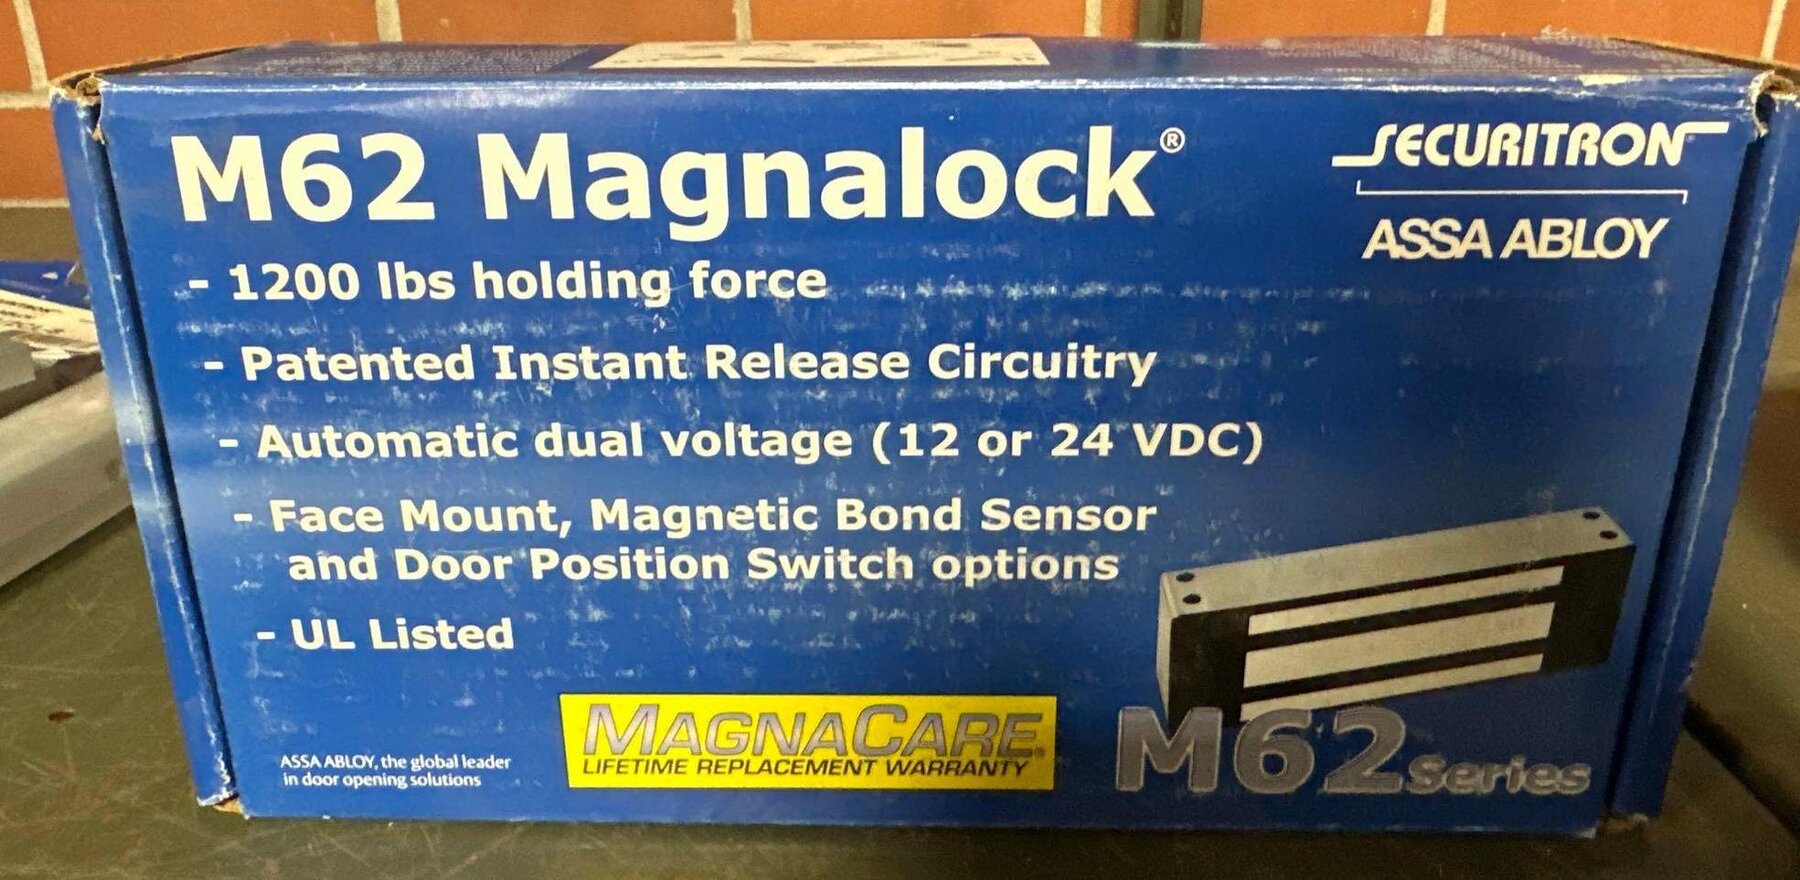 M62 Magnalock®
SECURITRON
ASSA ABLOY
- 1200 lbs holding force
- Patented Instant Release Circuitry
- Automatic dual voltage (12 or 24 VDC)
- Face Mount, Magnetic Bond Sensor
and Door Position Switch options
- UL Listed
ASSA ABLOY, the global leader
in door opening solutions
MAGNACARE®
LIFETIME REPLACEMENT WARRANTY
M62 Series